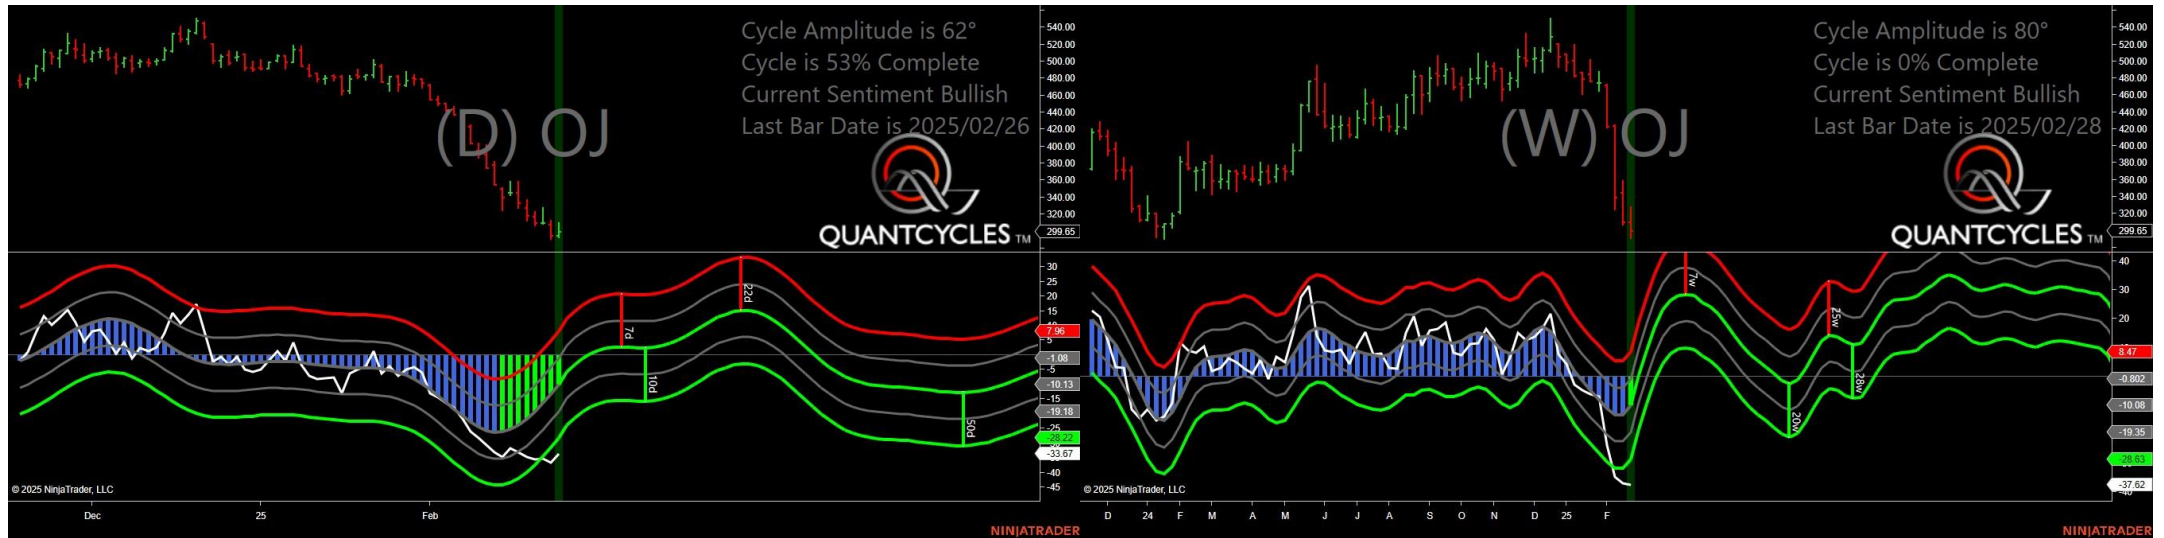 Cycle Amplitude is 62°
Cycle is 53% Complete
Current Sentiment Bullish
Last Bar Date is 2025/02/26
(D) OJ
QUANTCYCLES TM
540.00
520.00
500.00
480.00
460.00
440.00
420.00
400.00
380.00
360.00
340.00
320.00
299.65
30
25
20
15
7.96
5
-1.08
-5
-10.13
-15
-19.18
-25
-28.22
-33.67
-40
-45
7d
10d
22d
50d
© 2025 NinjaTrader, LLC
Dec
25
Feb
NINJATRADER
Cycle Amplitude is 80°
Cycle is 0% Complete
Current Sentiment Bullish
Last Bar Date is 2025/02/28
(W) OJ
QUANTCYCLES TM
540.00
520.00
500.00
480.00
460.00
440.00
420.00
400.00
380.00
360.00
340.00
320.00
299.65
40
30
20
8.47
-0.802
-10.08
-19.35
-28.63
-37.62
7w
20w
25w
28w
© 2025 NinjaTrader, LLC
D
24
F
M
A
M
J
J
A
S
O
N
D
25
F
NINJATRADER